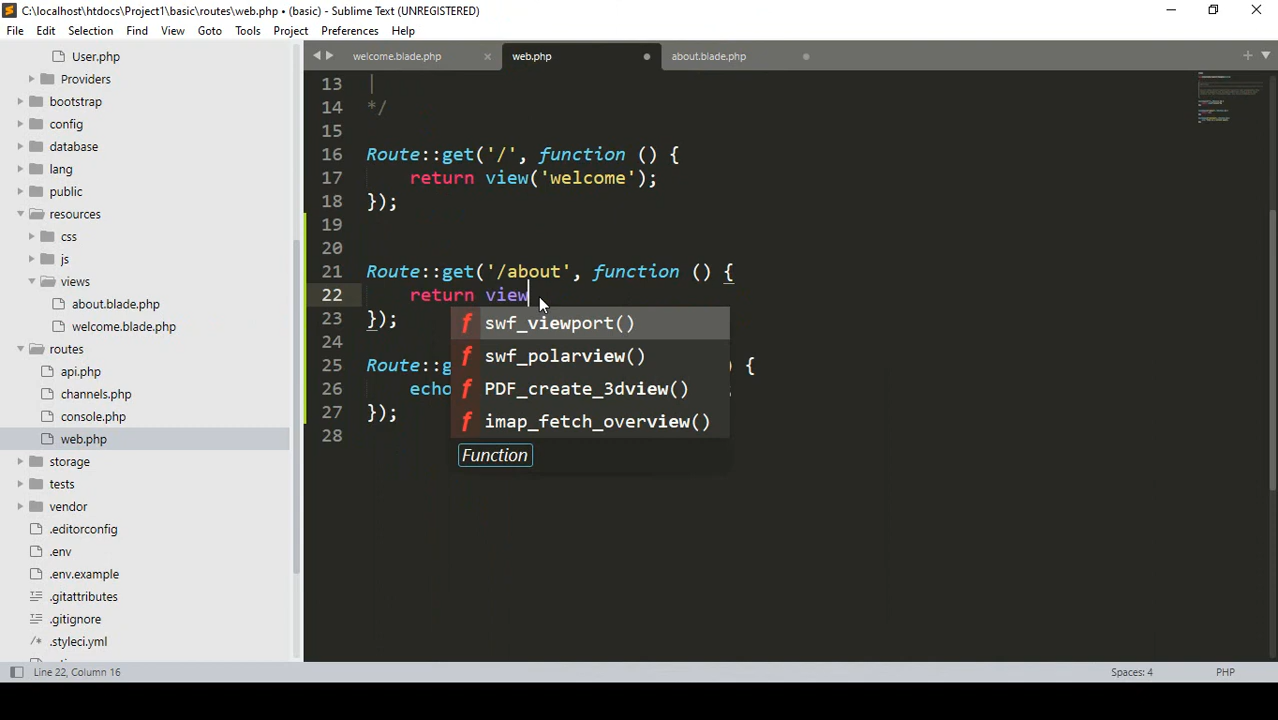 C:\localhost\htdocs\Project1\basic\routes\web.php • (basic) - Sublime Text (UNREGISTERED)
File Edit Selection Find View Goto Tools Project Preferences Help
User.php
Providers
bootstrap
config
database
lang
public
resources
css
js
views
about.blade.php
welcome.blade.php
routes
api.php
channels.php
console.php
web.php
storage
tests
vendor
.editorconfig
.env
.env.example
.gitattributes
.gitignore
.styleci.yml
welcome.blade.php web.php about.blade.php
13 |
14 */
15
16 Route::get('/', function () {
17 return view('welcome');
18 });
19
20
21 Route::get('/about', function () {
22 return view
23 });
24
25 Route::g ) {
26 echo ;
27 });
28
swf_viewport()
swf_polarview()
PDF_create_3dview()
imap_fetch_overview()
Function
Line 22, Column 16 Spaces: 4 PHP